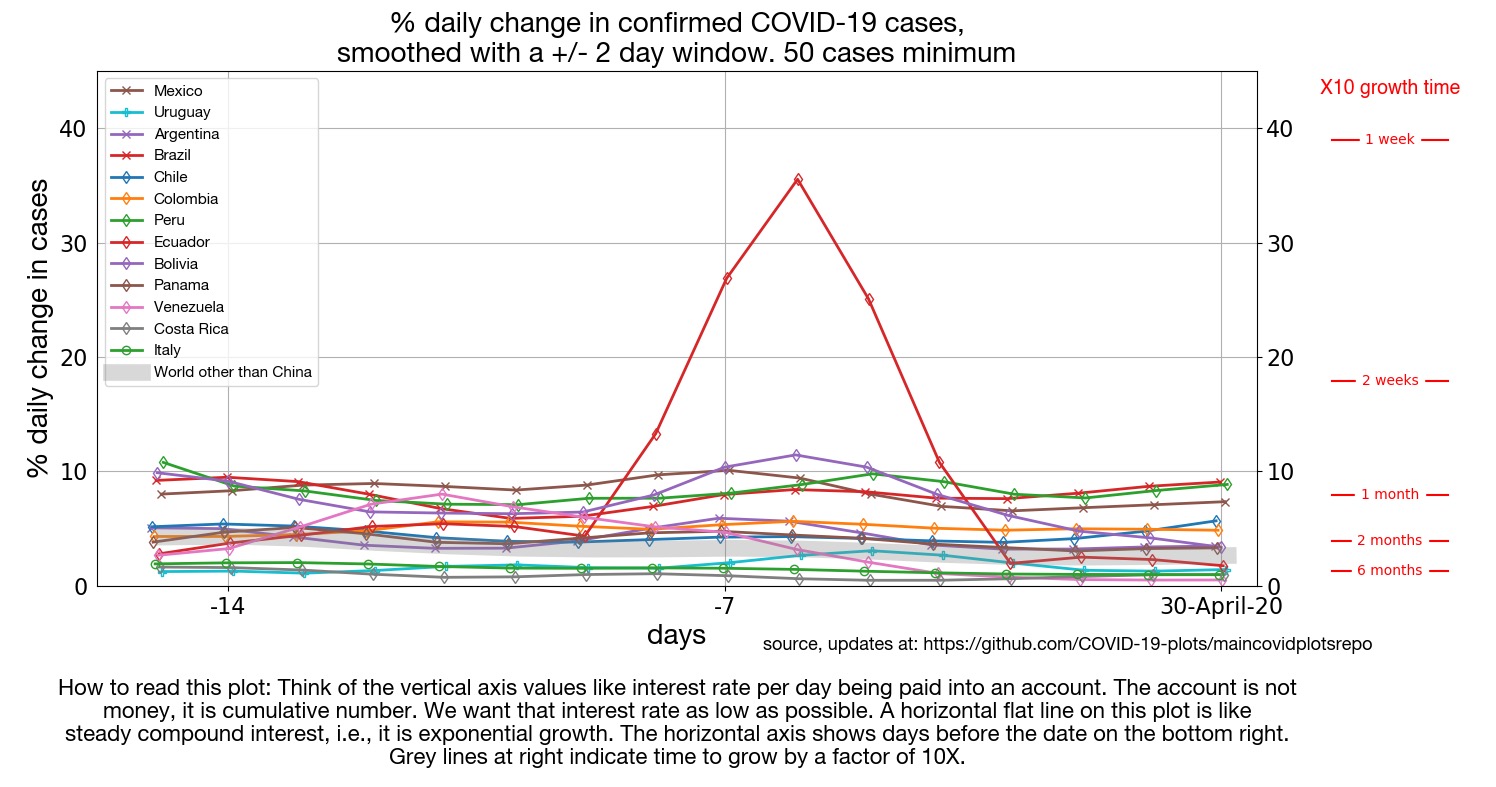 % daily change in confirmed COVID-19 cases,
smoothed with a +/- 2 day window. 50 cases minimum
X10 growth time
Mexico
Uruguay
Argentina
Brazil
Chile
Colombia
Peru
Ecuador
Bolivia
Panama
Venezuela
Costa Rica
Italy
World other than China
% daily change in cases
40
30
20
10
0
40
30
20
10
0
1 week
2 weeks
1 month
2 months
6 months
-14
-7
30-April-20
days
source, updates at: https://github.com/COVID-19-plots/maincovidplotsrepo
How to read this plot: Think of the vertical axis values like interest rate per day being paid into an account. The account is not
money, it is cumulative number. We want that interest rate as low as possible. A horizontal flat line on this plot is like
steady compound interest, i.e., it is exponential growth. The horizontal axis shows days before the date on the bottom right.
Grey lines at right indicate time to grow by a factor of 10X.